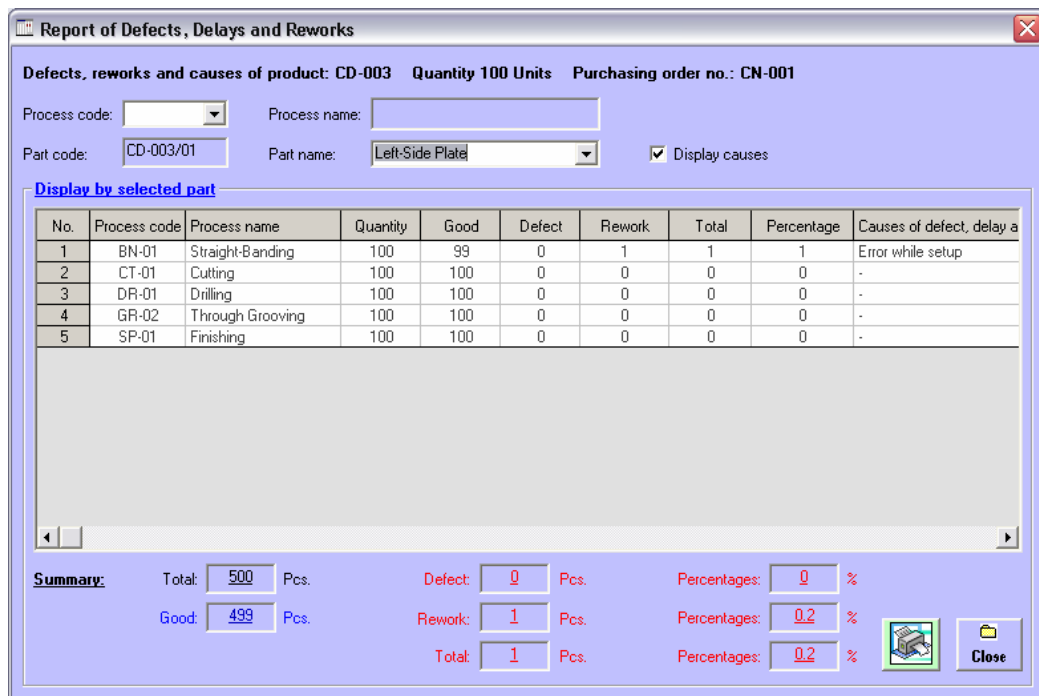 Report of Defects, Delays and Reworks
Defects, reworks and causes of product: CD-003 Quantity 100 Units Purchasing order no.: CN-001
Process code: Process name:
Part code: CD-003/01 Part name: Left-Side Plate Display causes
Display by selected part
No. Process code Process name Quantity Good Defect Rework Total Percentage Causes of defect, delay a
1 BN-01 Straight-Banding 100 99 0 1 1 1 Error while setup
2 CT-01 Cutting 100 100 0 0 0 0 -
3 DR-01 Drilling 100 100 0 0 0 0 -
4 GR-02 Through Grooving 100 100 0 0 0 0 -
5 SP-01 Finishing 100 100 0 0 0 0 -
Summary: Total: 500 Pcs. Defect: 0 Pcs. Percentages: 0 %
Good: 499 Pcs. Rework: 1 Pcs. Percentages: 0.2 %
Total: 1 Pcs. Percentages: 0.2 %
Close